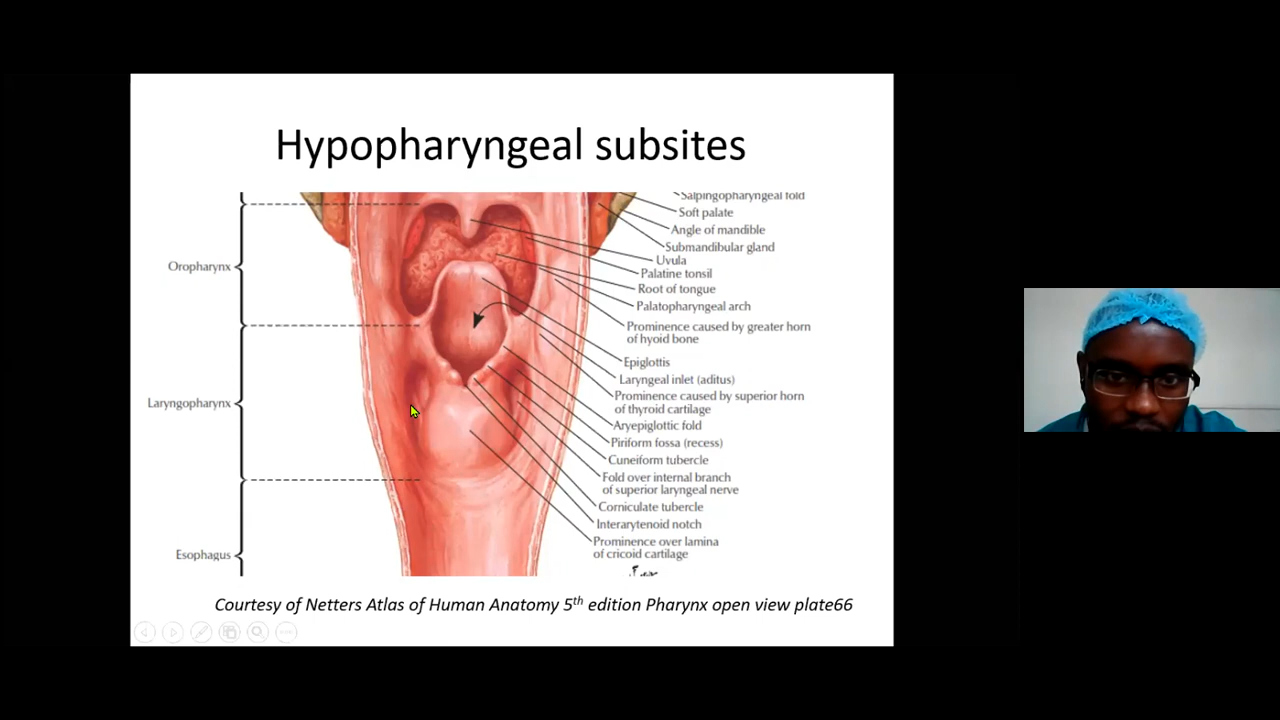 Hypopharyngeal subsites
Salpingopharyngeal fold
Soft palate
Angle of mandible
Submandibular gland
Uvula
Palatine tonsil
Root of tongue
Palatopharyngeal arch
Prominence caused by greater horn
of hyoid bone
Epiglottis
Laryngeal inlet (aditus)
Prominence caused by superior horn
of thyroid cartilage
Aryepiglottic fold
Piriform fossa (recess)
Cuneiform tubercle
Fold over internal branch
of superior laryngeal nerve
Corniculate tubercle
Interarytenoid notch
Prominence over lamina
of cricoid cartilage
Oropharynx
Laryngopharynx
Esophagus
Courtesy of Netters Atlas of Human Anatomy 5th edition Pharynx open view plate66